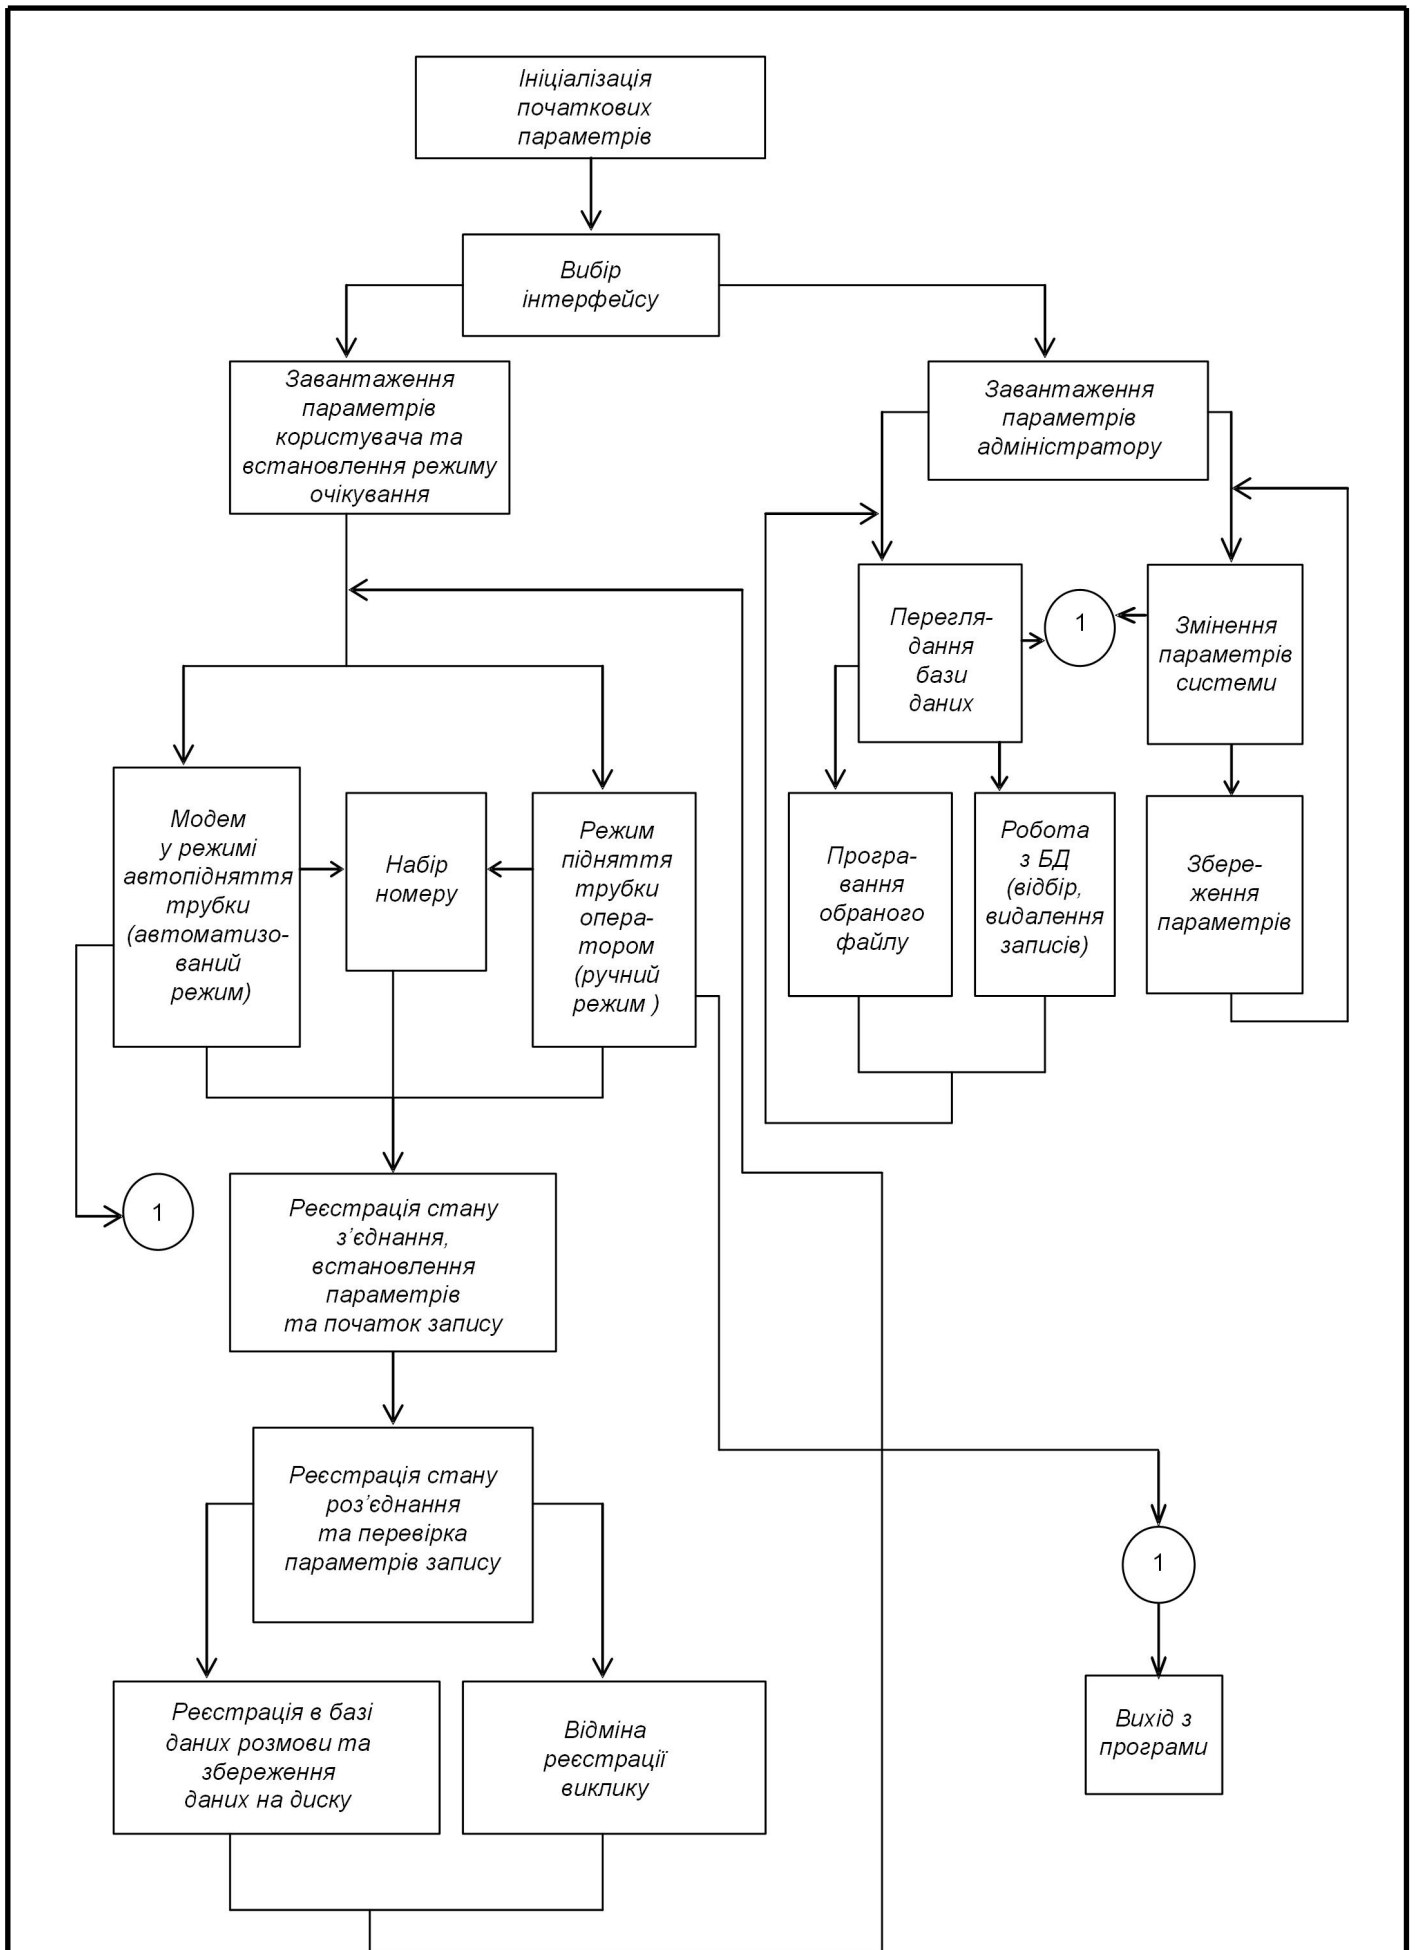 Ініціалізація
початкових
параметрів
Вибір
інтерфейсу
Завантаження
параметрів
користувача та
встановлення режиму
очікування
Завантаження
параметрів
адміністратору
Перегля-
дання
бази
даних
1
Змінення
параметрів
системи
Модем
у режимі
автопідняття
трубки
(автоматизо-
ваний
режим)
Набір
номеру
Режим
підняття
трубки
опера-
тором
(ручний
режим )
Програ-
вання
обраного
файлу
Робота
з БД
(відбір,
видалення
записів)
Збере-
ження
параметрів
1
Реєстрація стану
з’єднання,
встановлення
параметрів
та початок запису
Реєстрація стану
роз’єднання
та перевірка
параметрів запису
1
Реєстрація в базі
даних розмови та
збереження
даних на диску
Відміна
реєстрації
виклику
Вихід з
програми